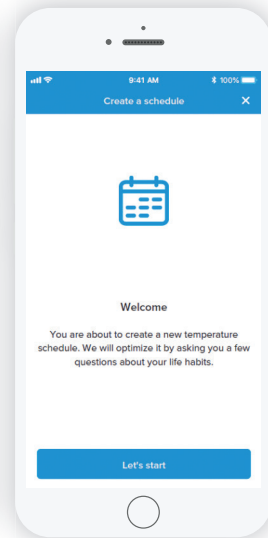 9:41 AM 100%
Create a schedule
Welcome
You are about to create a new temperature
schedule. We will optimize it by asking you a few
questions about your life habits.
Let's start